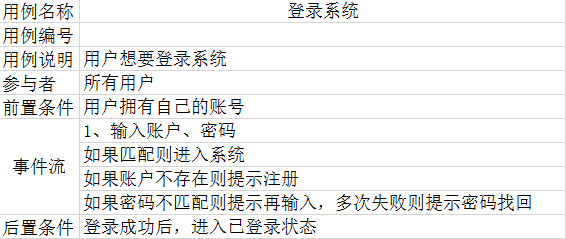 用例名称 登录系统
用例编号
用例说明 用户想要登录系统
参与者 所有用户
前置条件 用户拥有自己的账号
事件流 1、输入账户、密码
如果匹配则进入系统
如果账户不存在则提示注册
如果密码不匹配则提示再输入，多次失败则提示密码找回
后置条件 登录成功后，进入已登录状态